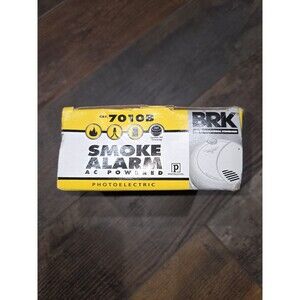 CAT. 7010B
BRK
SMOKE
ALARM
AC POWERED
P
PHOTOELECTRIC